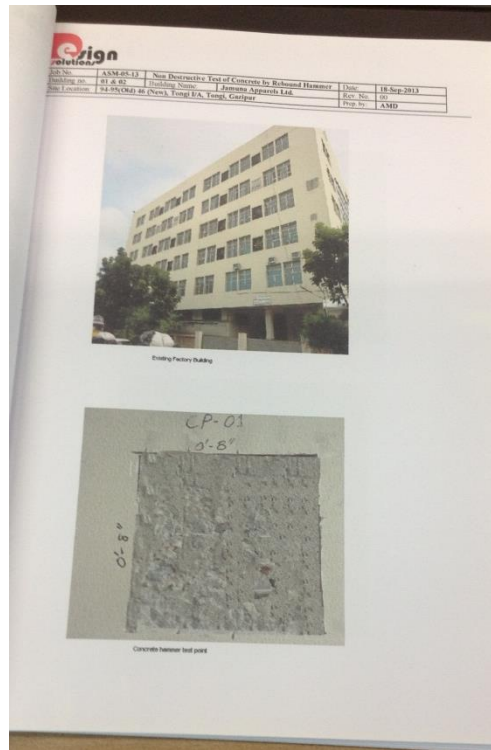 Design
solutions
Job No. ASM-05-13 Non Destructive Test of Concrete by Rebound Hammer Date: 18-Sep-2013
Building no. 01 & 02 Building Name: Jamuna Apparels Ltd. Rev. No. 00
Site Location 94-95(Old) 46 (New), Tongi I/A, Tongi, Gazipur Prep. by: AMD
Existing Factory Building
CP-01
0'-8"
0'-8"
Concrete hammer test point